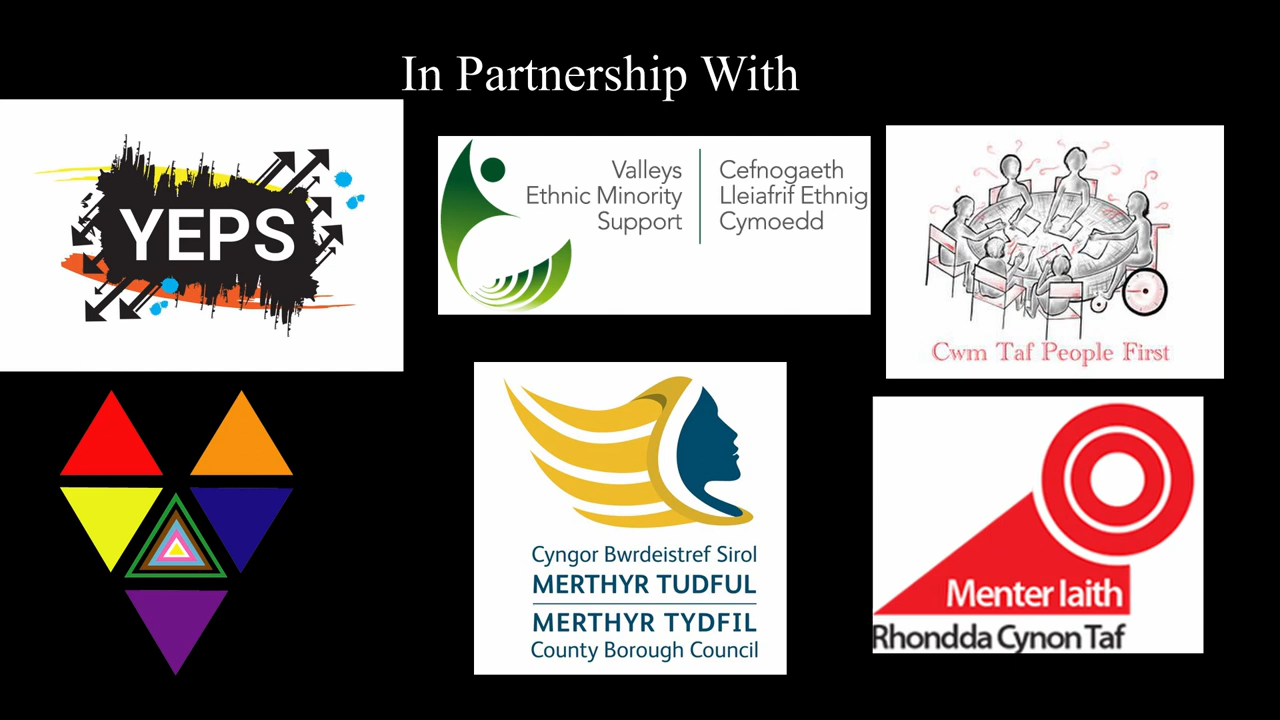 In Partnership With
YEPS
Valleys
Ethnic Minority
Support
Cefnogaeth
Lleiafrif Ethnig
Cymoedd
Cwm Taf People First
Cyngor Bwrdeistref Sirol
MERTHYR TUDFUL
MERTHYR TYDFIL
County Borough Council
Menter Iaith
Rhondda Cynon Taf